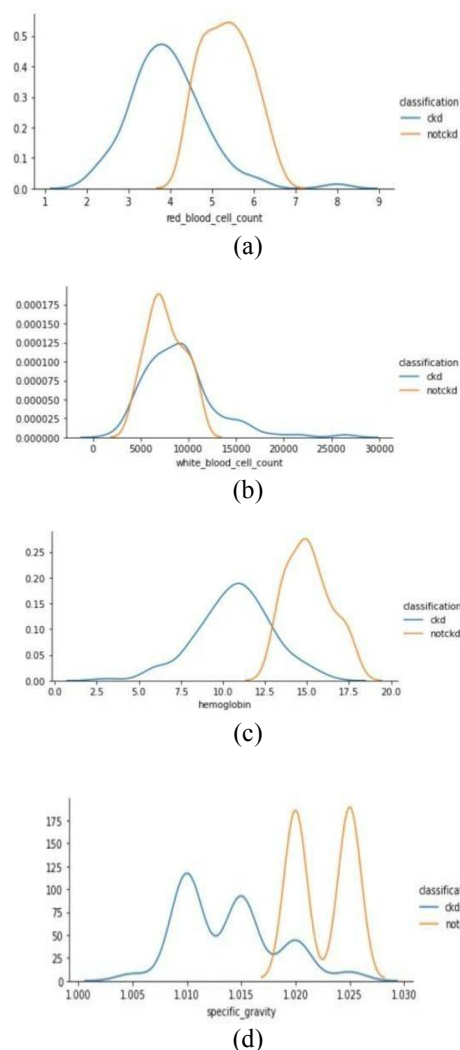 0.5
0.4
0.3
0.2
0.1
0.0
1 2 3 4 5 6 7 8 9
red_blood_cell_count
classification
ckd
notckd
(a)
0.000175
0.000150
0.000125
0.000100
0.000075
0.000050
0.000025
0.000000
0 5000 10000 15000 20000 25000 30000
white_blood_cell_count
classification
ckd
notckd
(b)
0.25
0.20
0.15
0.10
0.05
0.00
0.0 2.5 5.0 7.5 10.0 12.5 15.0 17.5 20.0
hemoglobin
classification
ckd
notckd
(c)
175
150
125
100
75
50
25
0
1.000 1.005 1.010 1.015 1.020 1.025 1.030
specific_gravity
classificati
ckd
not
(d)